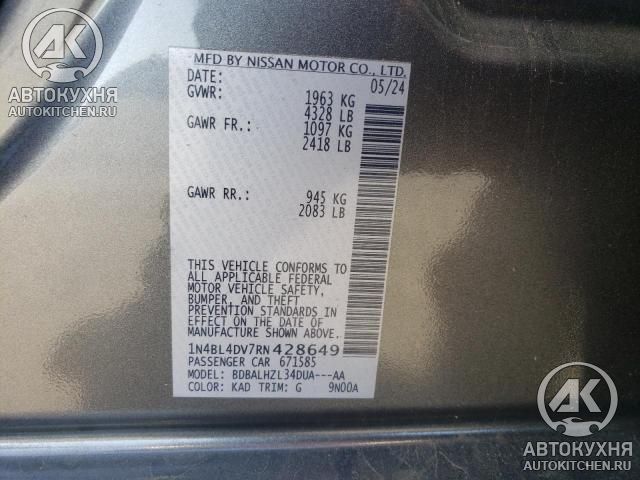 АВТОКУХНЯ
AUTOKITCHEN.RU
MFD BY NISSAN MOTOR CO., LTD.
DATE: 05/24
GVWR: 1963 KG
4328 LB
GAWR FR.: 1097 KG
2418 LB
GAWR RR.: 945 KG
2083 LB
THIS VEHICLE CONFORMS TO
ALL APPLICABLE FEDERAL
MOTOR VEHICLE SAFETY,
BUMPER, AND THEFT
PREVENTION STANDARDS IN
EFFECT ON THE DATE OF
MANUFACTURE SHOWN ABOVE.
1N4BL4DV7RN428649
PASSENGER CAR 671585
MODEL: BDBALHZL34DUA---AA
COLOR: KAD TRIM: G 9N00A
АВТОКУХНЯ
AUTOKITCHEN.RU